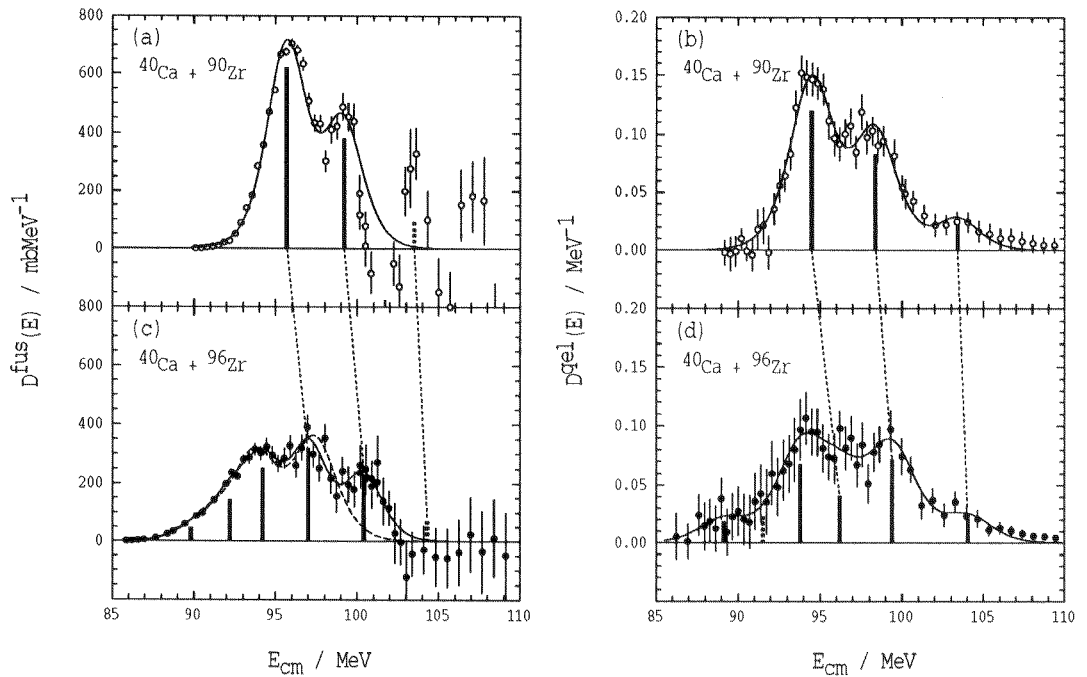 (a)
⁴⁰Ca + ⁹⁰Zr
800
600
400
200
0
800
600
400
200
0
Dᶠᵘˢ(E) / mbMeV⁻¹
(c)
⁴⁰Ca + ⁹⁶Zr
85 90 95 100 105 110
E_cm / MeV
(b)
⁴⁰Ca + ⁹⁰Zr
0.20
0.15
0.10
0.05
0.00
0.20
0.15
0.10
0.05
0.00
D^qel(E) / MeV⁻¹
(d)
⁴⁰Ca + ⁹⁶Zr
85 90 95 100 105 110
E_cm / MeV